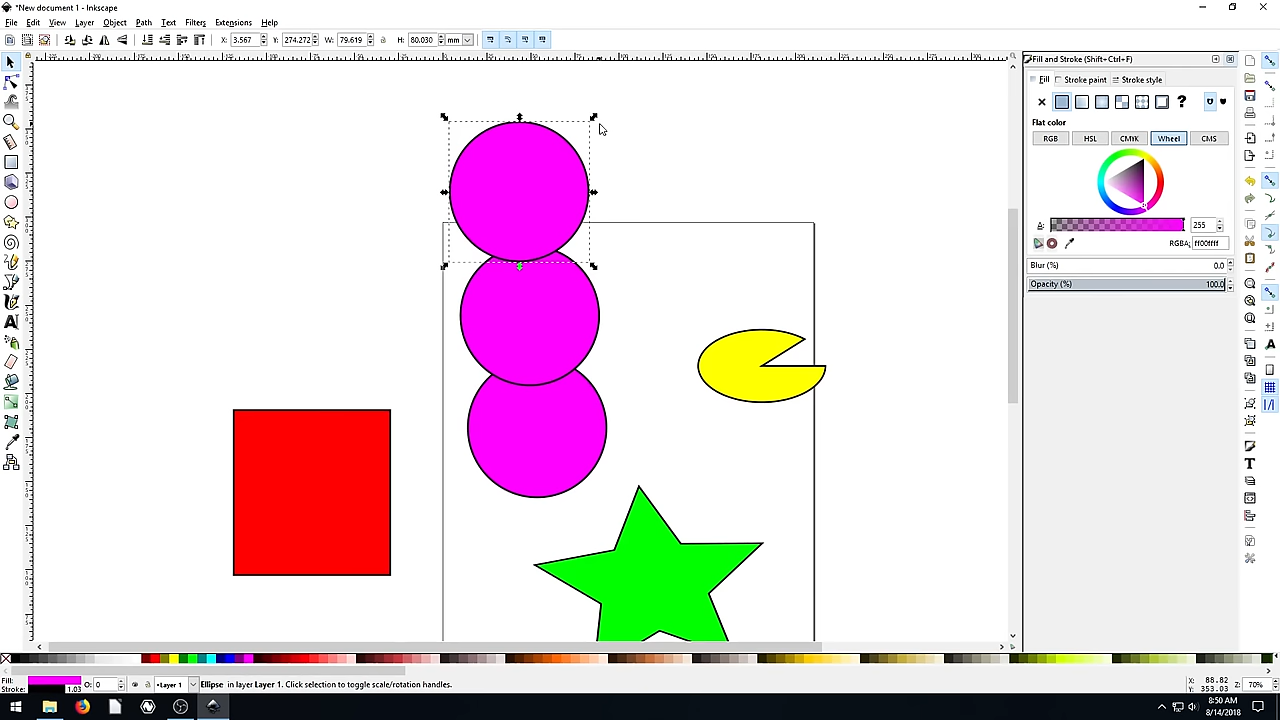 *New document 1 - Inkscape
File Edit View Layer Object Path Text Filters Extensions Help
X: 3.567 Y: 274.272 W: 79.619 H: 80.030 mm
Fill and Stroke (Shift+Ctrl+F)
Fill Stroke paint Stroke style
?
Flat color
RGB HSL CMYK Wheel CMS
A: 255
RGBA: ff00ffff
Blur (%) 0.0
Opacity (%) 100.0
Fill: O: 0 Layer 1 Ellipse in layer Layer 1. Click selection to toggle scale/rotation handles. X: 88.82 Z: 70%
Stroke: 1.03 Y: 353.03
8:50 AM
8/14/2018